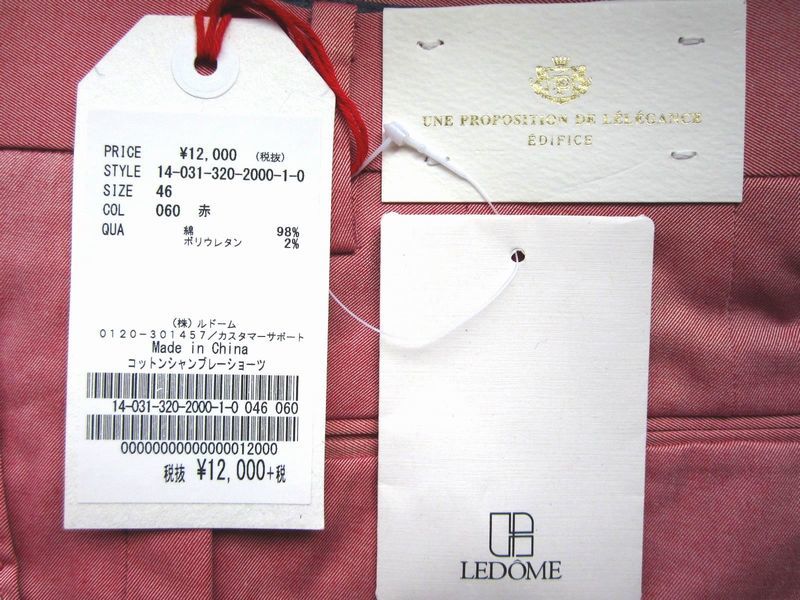 PRICE ¥12,000 (税抜)
STYLE 14-031-320-2000-1-0
SIZE 46
COL 060 赤
QUA 綿 98%
ポリウレタン 2%
(株)ルドーム
0120-301457/カスタマーサポート
Made in China
コットンシャンブレーショーツ
14-031-320-2000-1-0 046 060
00000000000000012000
税抜 ¥12,000+税
UNE PROPOSITION DE L'ÉLÉGANCE
ÉDIFICE
LEDÔME